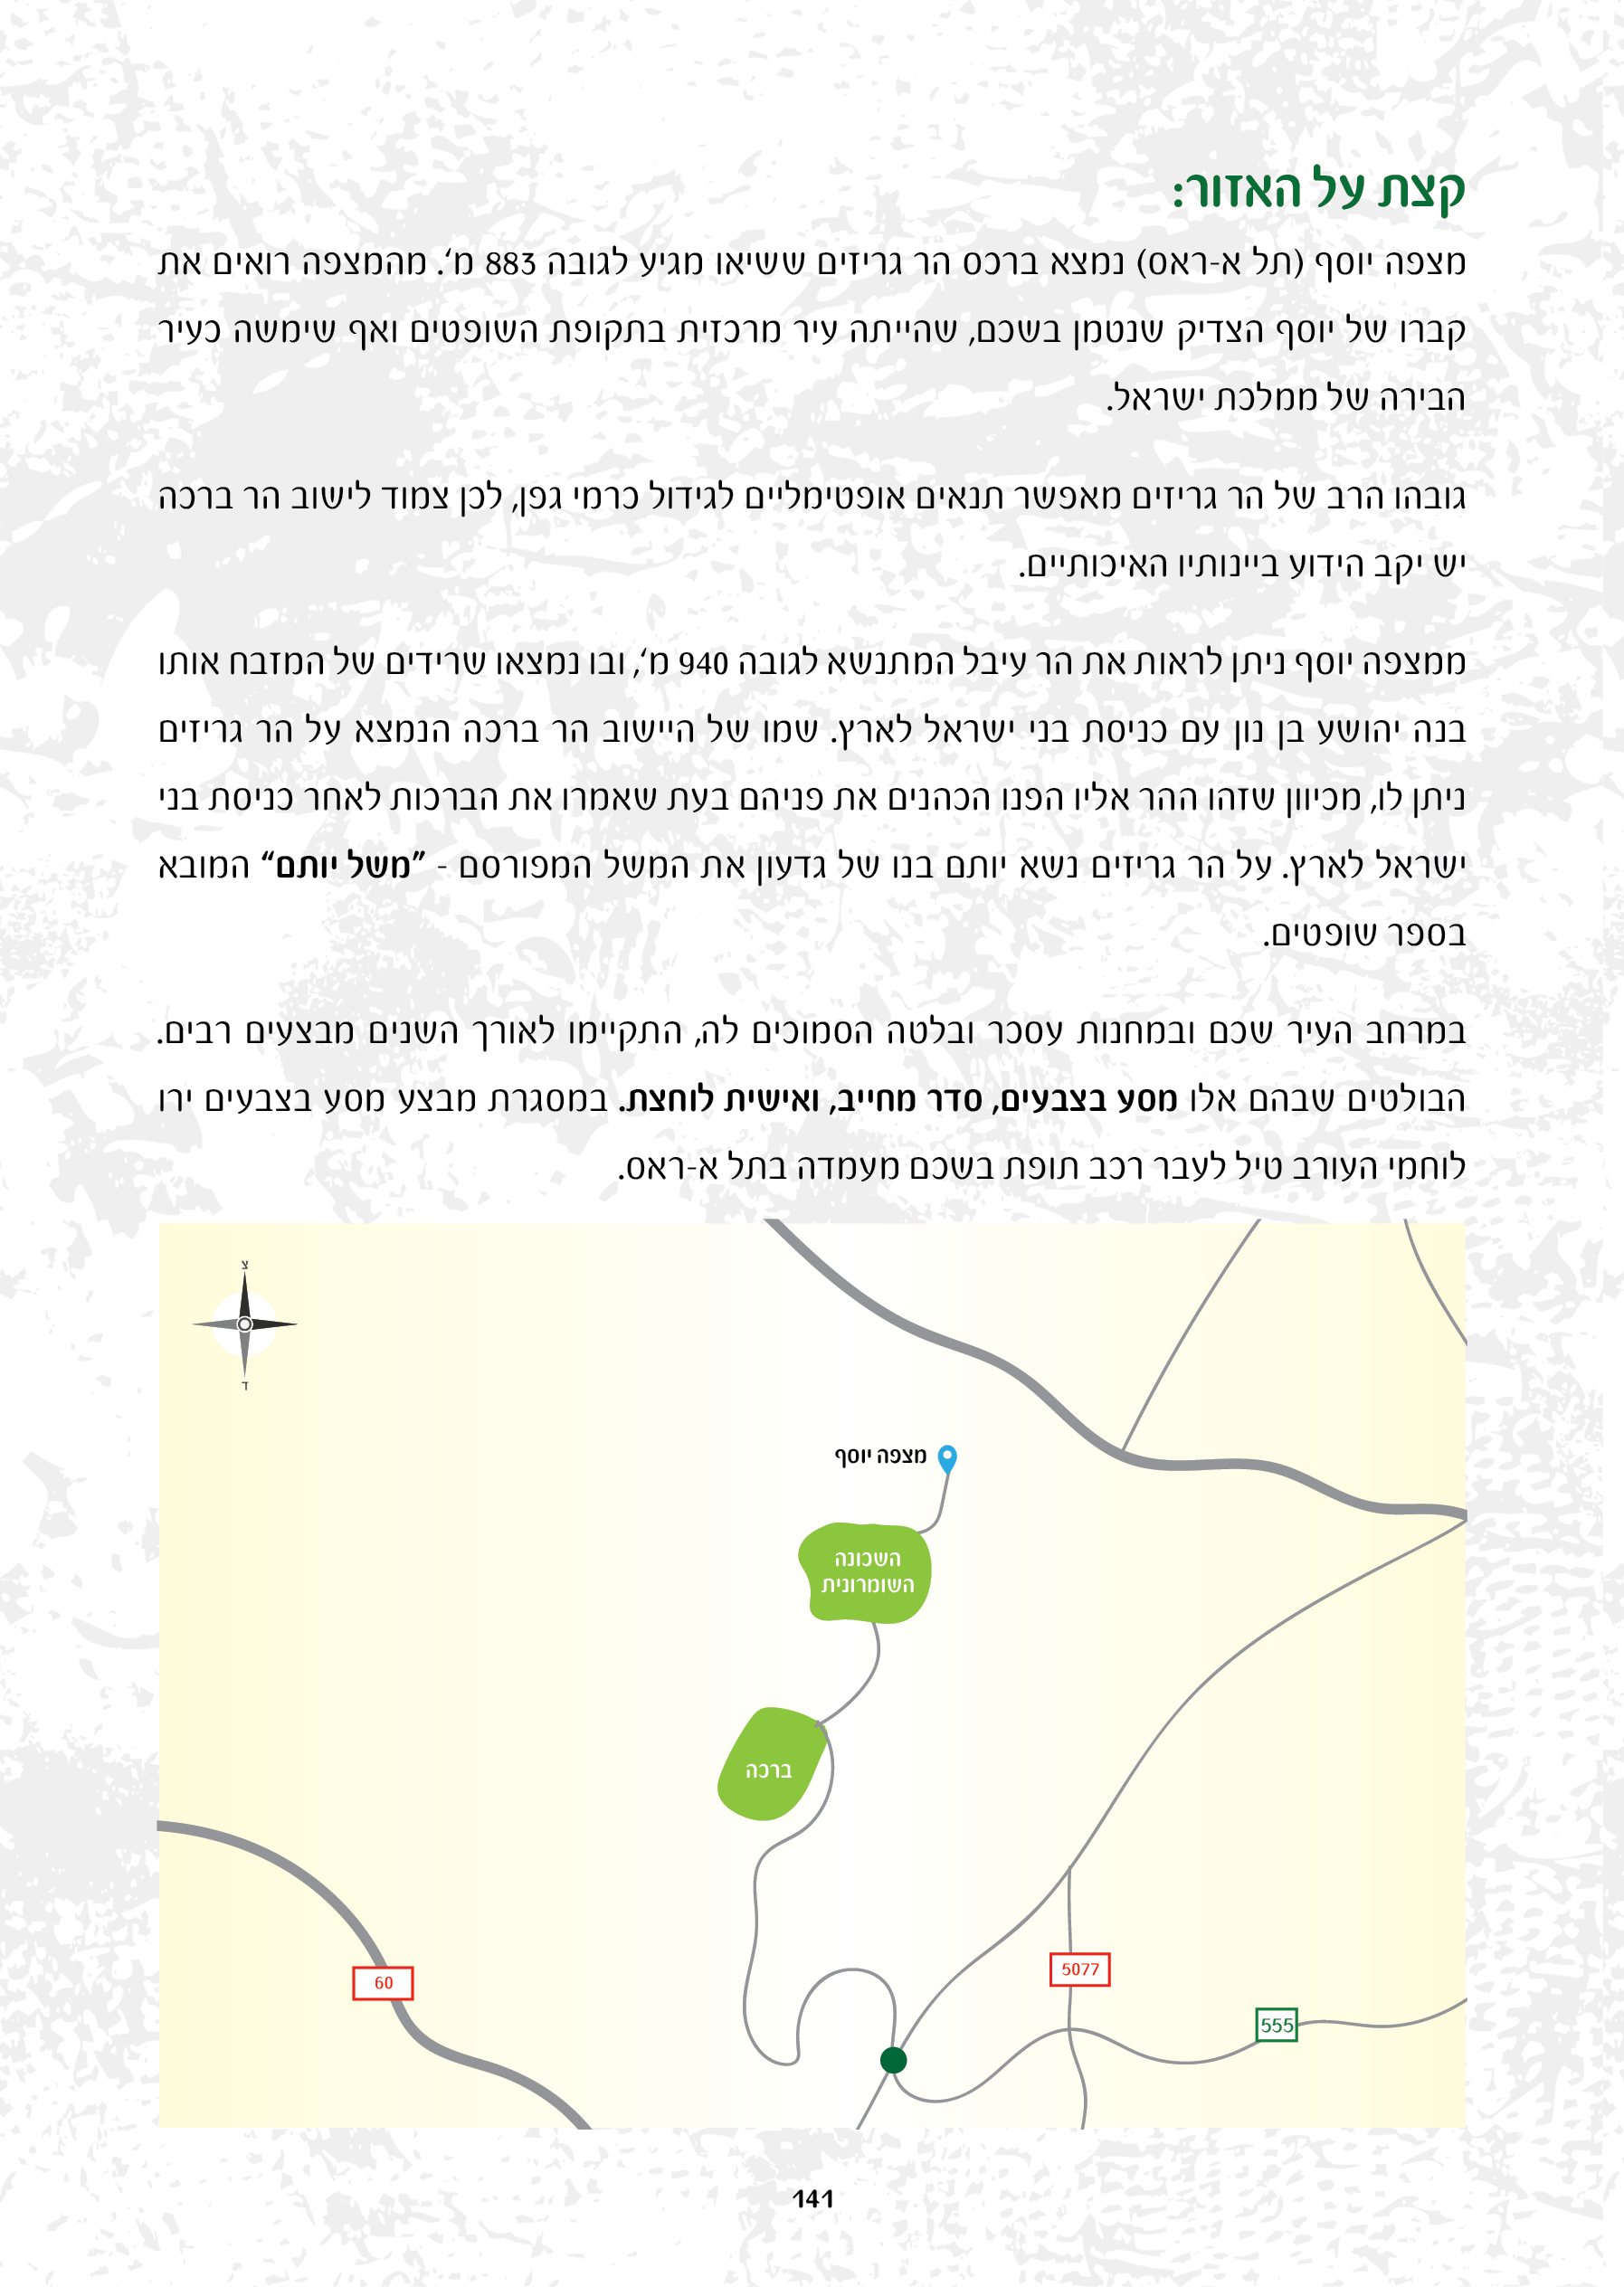 קצת על האזור:
מצפה יוסף (תל א-ראס) נמצא ברכס הר גריזים ששיאו מגיע לגובה 883 מ'. מהמצפה רואים את
קברו של יוסף הצדיק שנטמן בשכם, שהייתה עיר מרכזית בתקופת השופטים ואף שימשה כעיר
הבירה של ממלכת ישראל.
גובהו הרב של הר גריזים מאפשר תנאים אופטימליים לגידול כרמי גפן, לכן צמוד לישוב הר ברכה
יש יקב הידוע ביינותיו האיכותיים.
ממצפה יוסף ניתן לראות את הר עיבל המתנשא לגובה 940 מ', ובו נמצאו שרידים של המזבח אותו
בנה יהושע בן נון עם כניסת בני ישראל לארץ. שמו של היישוב הר ברכה הנמצא על הר גריזים
ניתן לו, מכיוון שזהו ההר אליו הפנו הכהנים את פניהם בעת שאמרו את הברכות לאחר כניסת בני
ישראל לארץ. על הר גריזים נשא יותם בנו של גדעון את המשל המפורסם - ”משל יותם“ המובא
בספר שופטים.
במרחב העיר שכם ובמחנות עסכר ובלטה הסמוכים לה, התקיימו לאורך השנים מבצעים רבים.
הבולטים שבהם אלו מסע בצבעים, סדר מחייב, ואישית לוחצת. במסגרת מבצע מסע בצבעים ירו
לוחמי העורב טיל לעבר רכב תופת בשכם מעמדה בתל א-ראס.
צ
ד
מצפה יוסף
השכונה
השומרונית
ברכה
60
5077
555
141